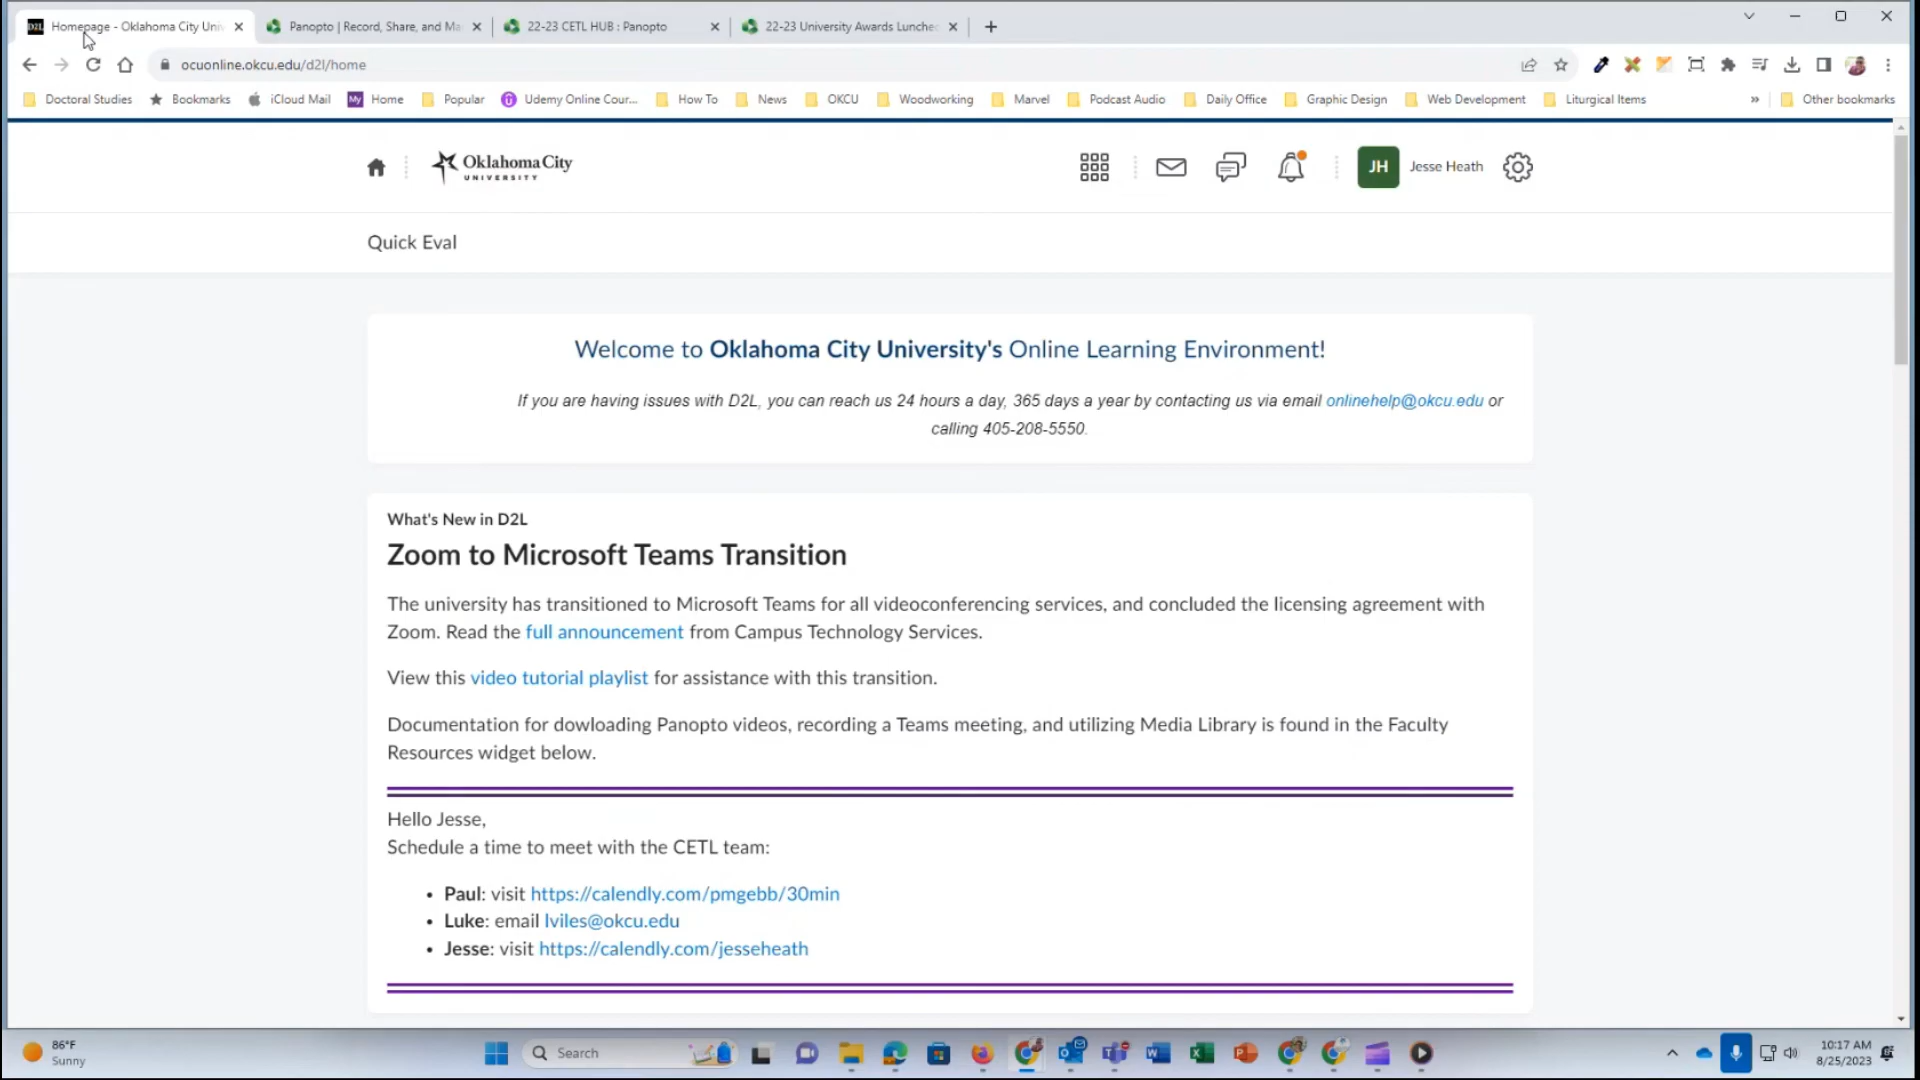 Homepage - Oklahoma City Univ
Panopto | Record, Share, and Ma
22-23 CETL HUB : Panopto
22-23 University Awards Lunche
ocuonline.okcu.edu/d2l/home
Doctoral Studies
Bookmarks
iCloud Mail
My Home
Popular
Udemy Online Cour...
How To
News
OKCU
Woodworking
Marvel
Podcast Audio
Daily Office
Graphic Design
Web Development
Liturgical Items
»
Other bookmarks
Oklahoma City
UNIVERSITY
JH
Jesse Heath
Quick Eval
Welcome to Oklahoma City University's Online Learning Environment!
If you are having issues with D2L, you can reach us 24 hours a day, 365 days a year by contacting us via email onlinehelp@okcu.edu or
calling 405-208-5550.
What's New in D2L
Zoom to Microsoft Teams Transition
The university has transitioned to Microsoft Teams for all videoconferencing services, and concluded the licensing agreement with
Zoom. Read the full announcement from Campus Technology Services.
View this video tutorial playlist for assistance with this transition.
Documentation for dowloading Panopto videos, recording a Teams meeting, and utilizing Media Library is found in the Faculty
Resources widget below.
Hello Jesse,
Schedule a time to meet with the CETL team:
• Paul: visit https://calendly.com/pmgebb/30min
• Luke: email lviles@okcu.edu
• Jesse: visit https://calendly.com/jesseheath
86°F
Sunny
Search
10:17 AM
8/25/2023